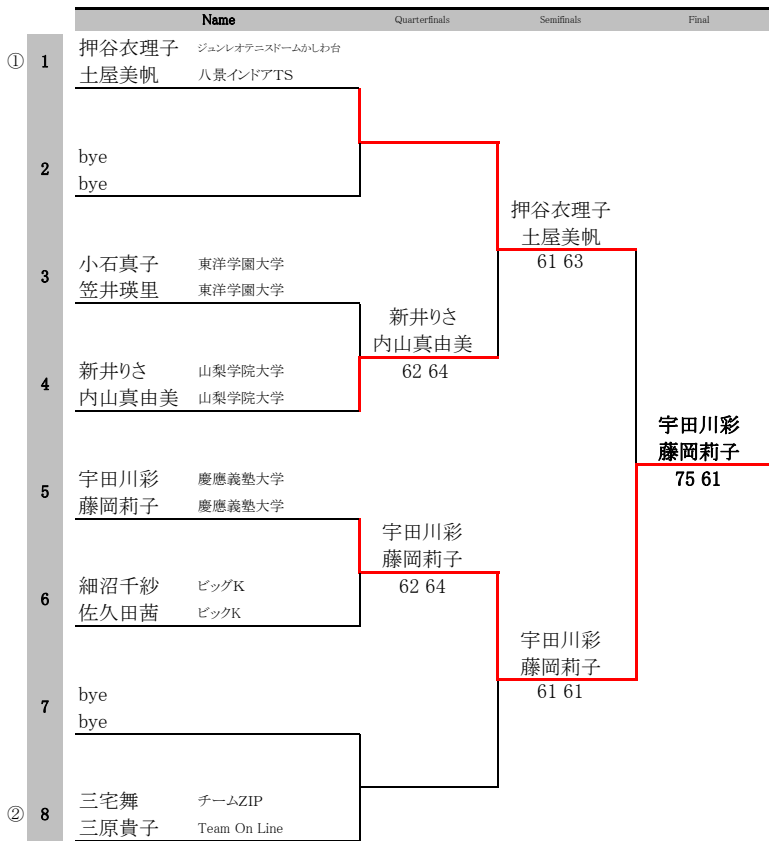 Name Quarterfinals Semifinals Final
押谷衣理子 ジュンレオテニスドームかしわ台
① 1
土屋美帆 八景インドアTS
bye
2
bye
押谷衣理子
土屋美帆
61 63
小石真子 東洋学園大学
3
笠井瑛里 東洋学園大学
新井りさ
内山真由美
62 64
新井りさ 山梨学院大学
4
内山真由美 山梨学院大学
宇田川彩
藤岡莉子
75 61
宇田川彩 慶應義塾大学
5
藤岡莉子 慶應義塾大学
宇田川彩
藤岡莉子
62 64
細沼千紗 ビッグK
6
佐久田茜 ビックK
宇田川彩
藤岡莉子
61 61
bye
7
bye
三宅舞 チームZIP
② 8
三原貴子 Team On Line